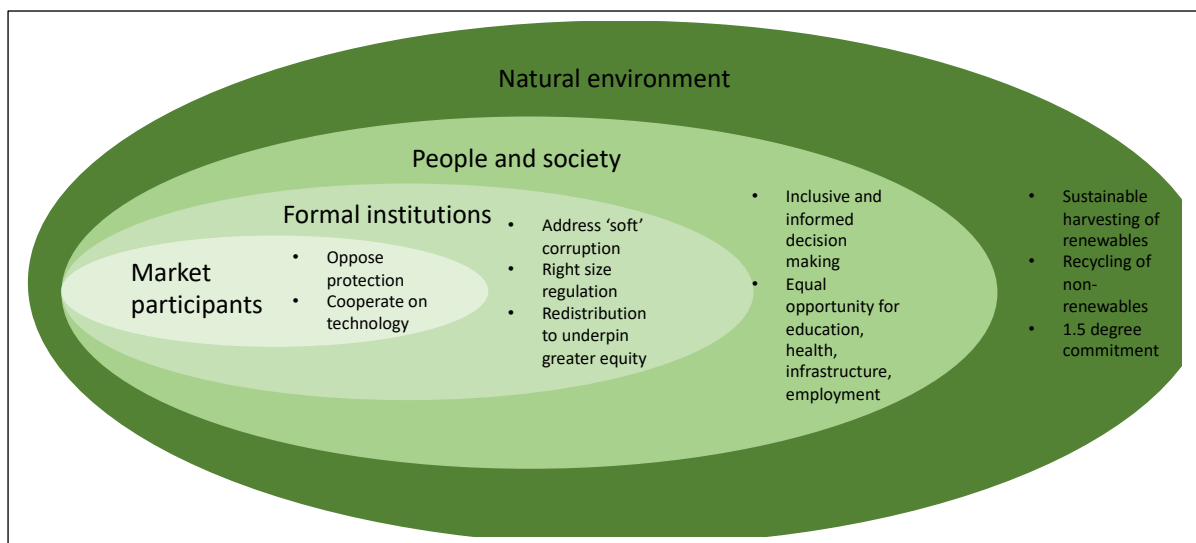 Natural environment
People and society
Formal institutions
Market
participants
• Oppose
protection
• Cooperate on
technology
• Address ‘soft’
corruption
• Right size
regulation
• Redistribution
to underpin
greater equity
• Inclusive and
informed
decision
making
• Equal
opportunity for
education,
health,
infrastructure,
employment
• Sustainable
harvesting of
renewables
• Recycling of
non-
renewables
• 1.5 degree
commitment